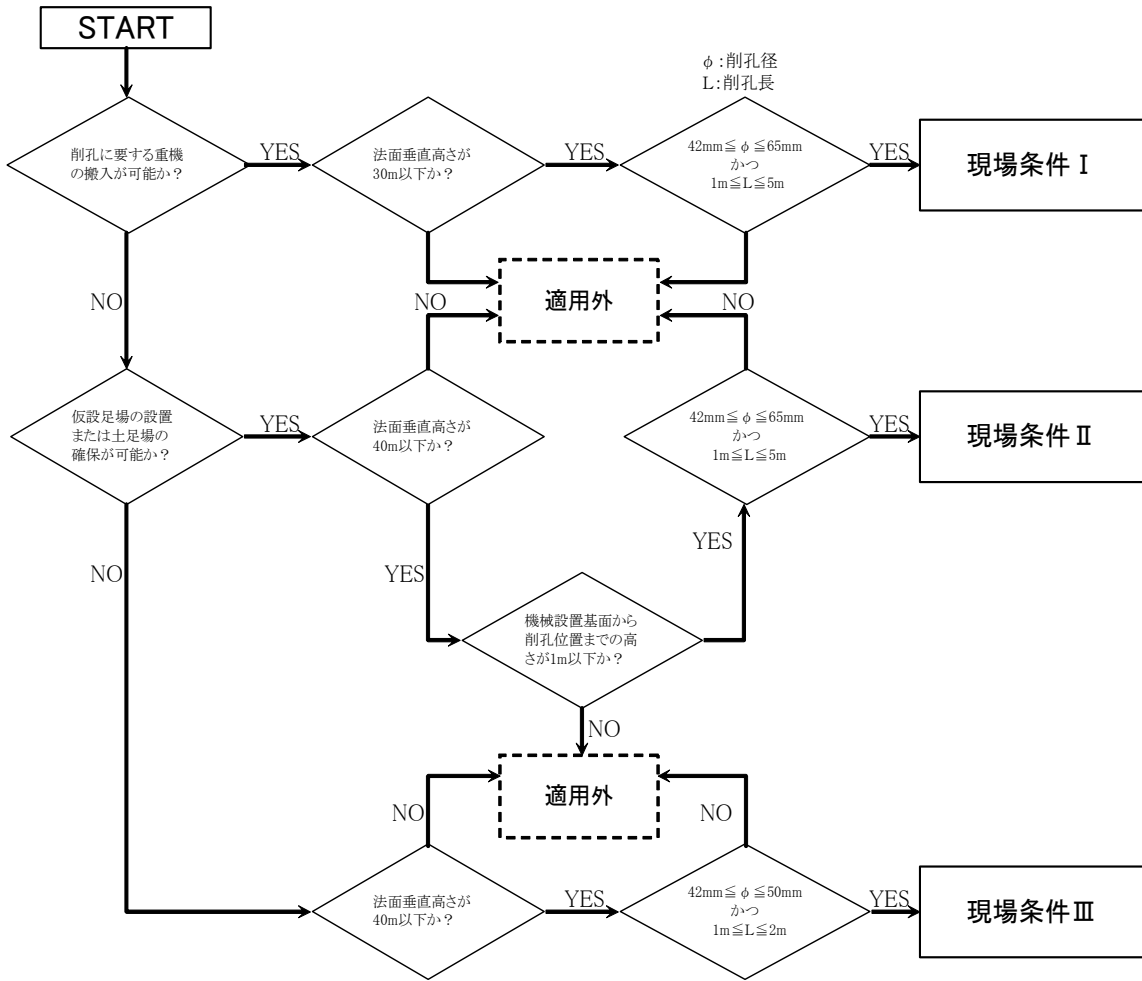 START
φ:削孔径
L:削孔長
削孔に要する重機
の搬入が可能か?
YES
法面垂直高さが
30m以下か?
YES
42mm≦φ≦65mm
かつ
1m≦L≦5m
YES
現場条件Ⅰ
NO
適用外
NO
NO
仮設足場の設置
または土足場の
確保が可能か?
YES
法面垂直高さが
40m以下か?
42mm≦φ≦65mm
かつ
1m≦L≦5m
YES
現場条件Ⅱ
NO
YES
YES
機械設置基面から
削孔位置までの高
さが1m以下か?
NO
適用外
NO
NO
法面垂直高さが
40m以下か?
YES
42mm≦φ≦50mm
かつ
1m≦L≦2m
YES
現場条件Ⅲ